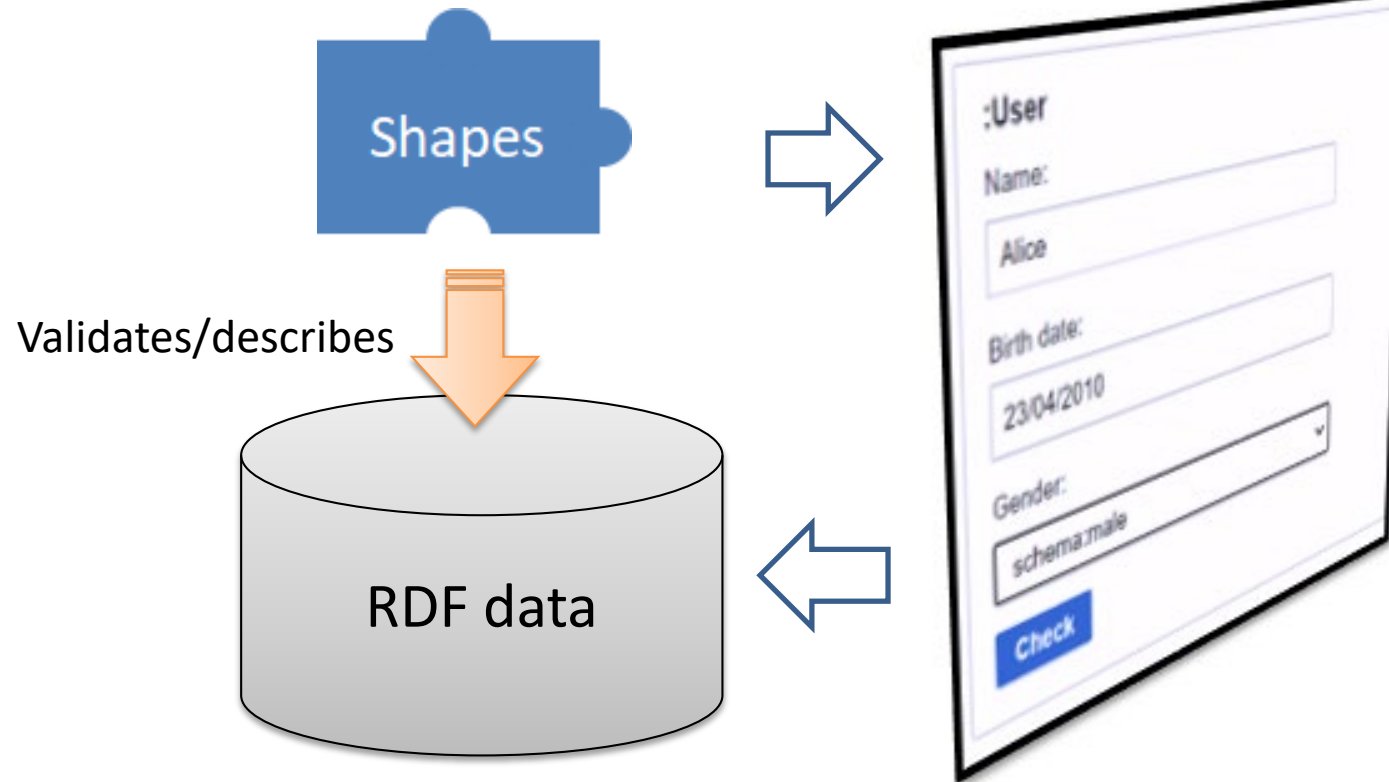 Shapes
Validates/describes
RDF data
:User
Name:
Alice
Birth date:
23/04/2010
Gender:
schema:male
Check